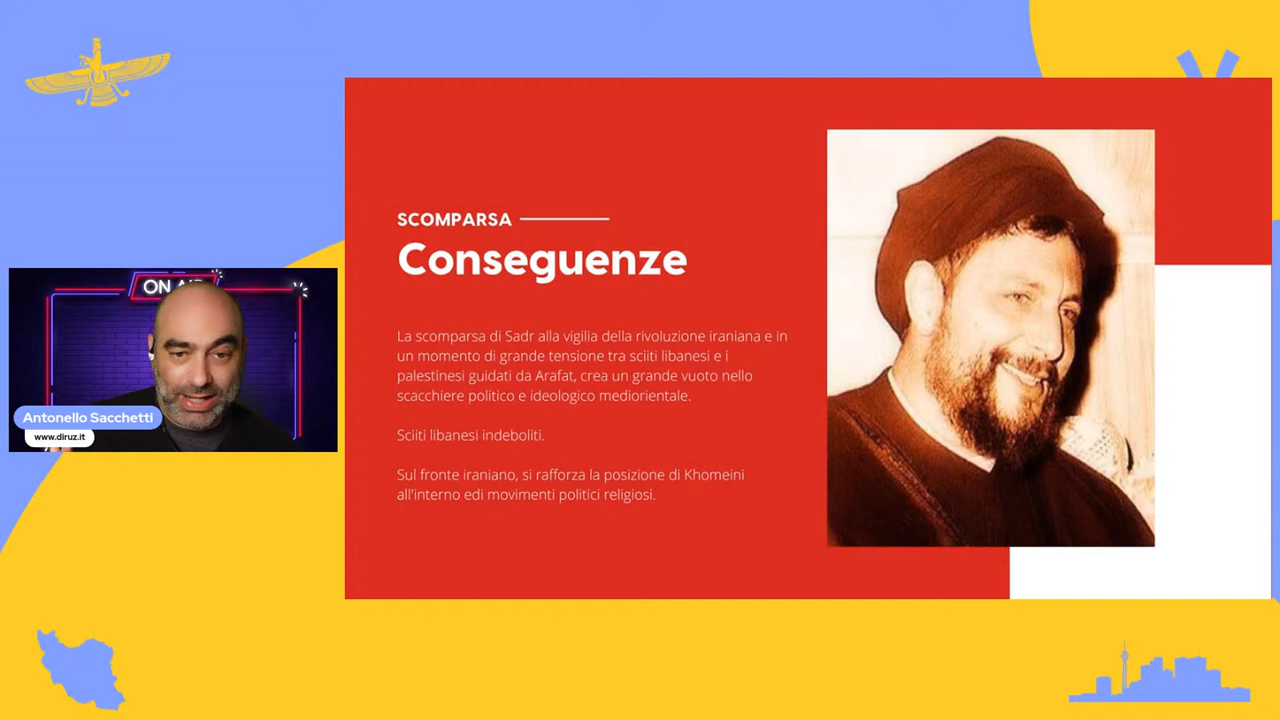 SCOMPARSA
Conseguenze
La scomparsa di Sadr alla vigilia della rivoluzione iraniana e in
un momento di grande tensione tra sciiti libanesi e i
palestinesi guidati da Arafat, crea un grande vuoto nello
scacchiere politico e ideologico mediorientale.
Sciiti libanesi indeboliti.
Sul fronte iraniano, si rafforza la posizione di Khomeini
all'interno edi movimenti politici religiosi.
ON AIR
Antonello Sacchetti
www.diruz.it